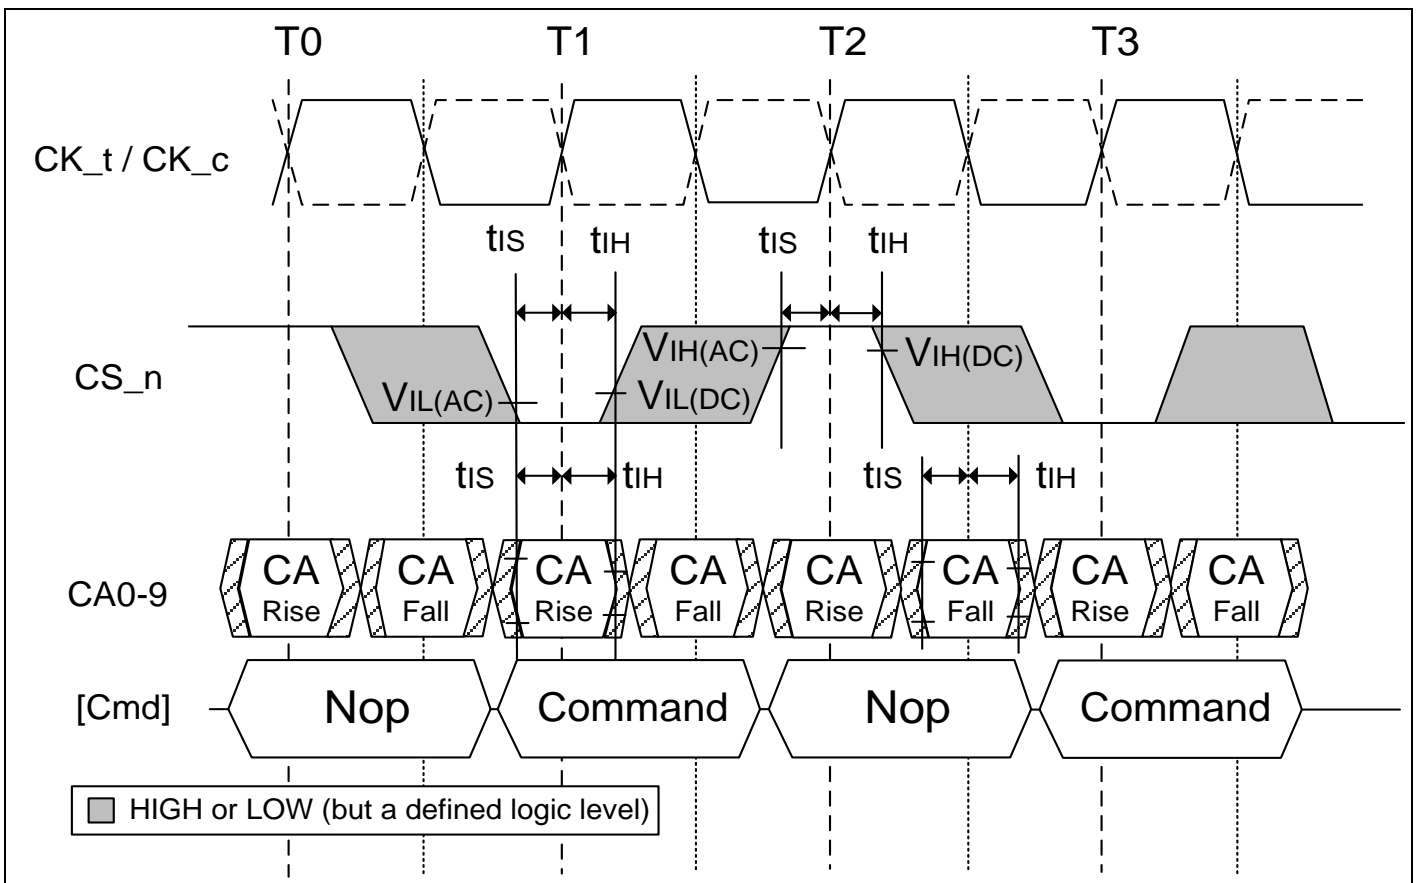 T0 T1 T2 T3
CK_t / CK_c
tIS tIH tIS tIH
VIH(AC) VIH(DC)
CS_n
VIL(AC) VIL(DC)
tIS tIH tIS tIH
CA CA CA CA CA CA CA CA
CA0-9
Rise Fall Rise Fall Rise Fall Rise Fall
[Cmd] Nop Command Nop Command
HIGH or LOW (but a defined logic level)